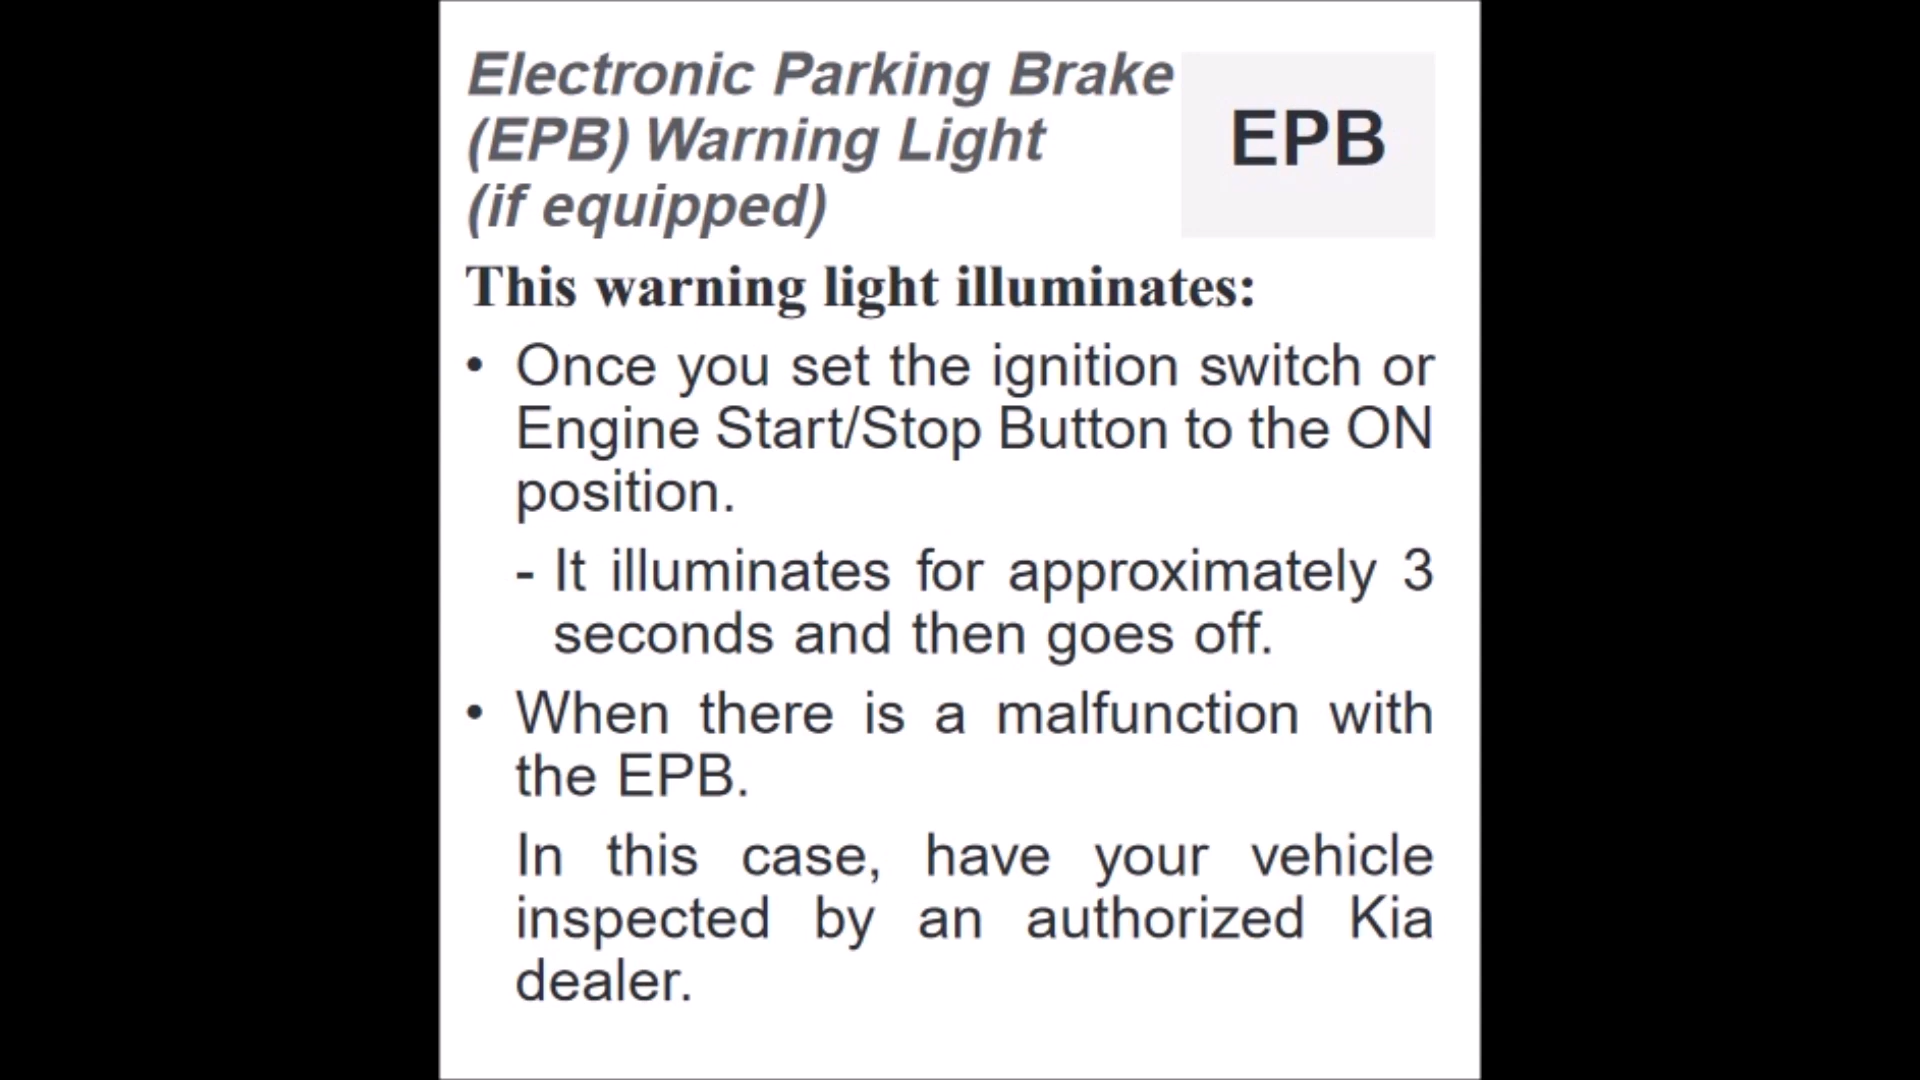 Electronic Parking Brake
(EPB) Warning Light
(if equipped)
EPB
This warning light illuminates:
• Once you set the ignition switch or
Engine Start/Stop Button to the ON
position.
- It illuminates for approximately 3
seconds and then goes off.
• When there is a malfunction with
the EPB.
In this case, have your vehicle
inspected by an authorized Kia
dealer.